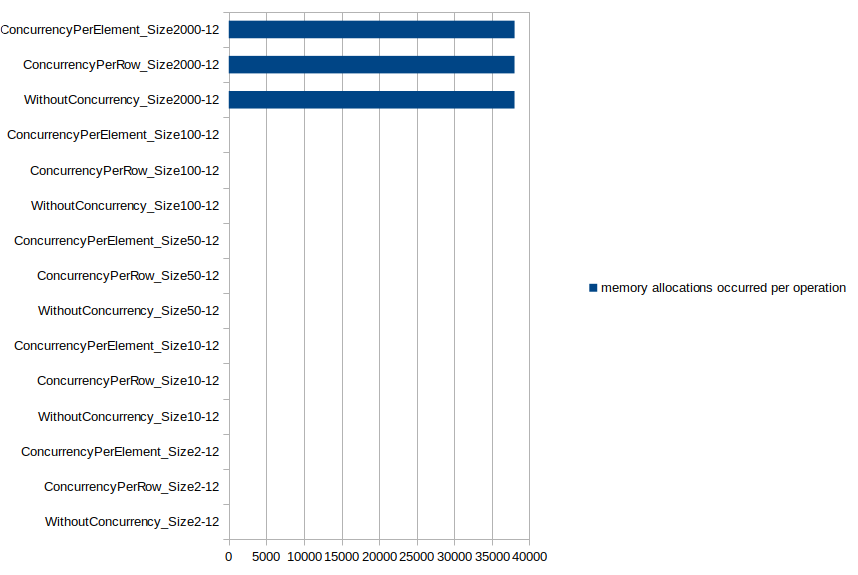 ConcurrencyPerElement_Size2000-12
ConcurrencyPerRow_Size2000-12
WithoutConcurrency_Size2000-12
ConcurrencyPerElement_Size100-12
ConcurrencyPerRow_Size100-12
WithoutConcurrency_Size100-12
ConcurrencyPerElement_Size50-12
ConcurrencyPerRow_Size50-12
memory allocations occurred per operation
WithoutConcurrency_Size50-12
ConcurrencyPerElement_Size10-12
ConcurrencyPerRow_Size10-12
WithoutConcurrency_Size10-12
ConcurrencyPerElement_Size2-12
ConcurrencyPerRow_Size2-12
WithoutConcurrency_Size2-12
0 5000 10000 15000 20000 25000 30000 35000 40000